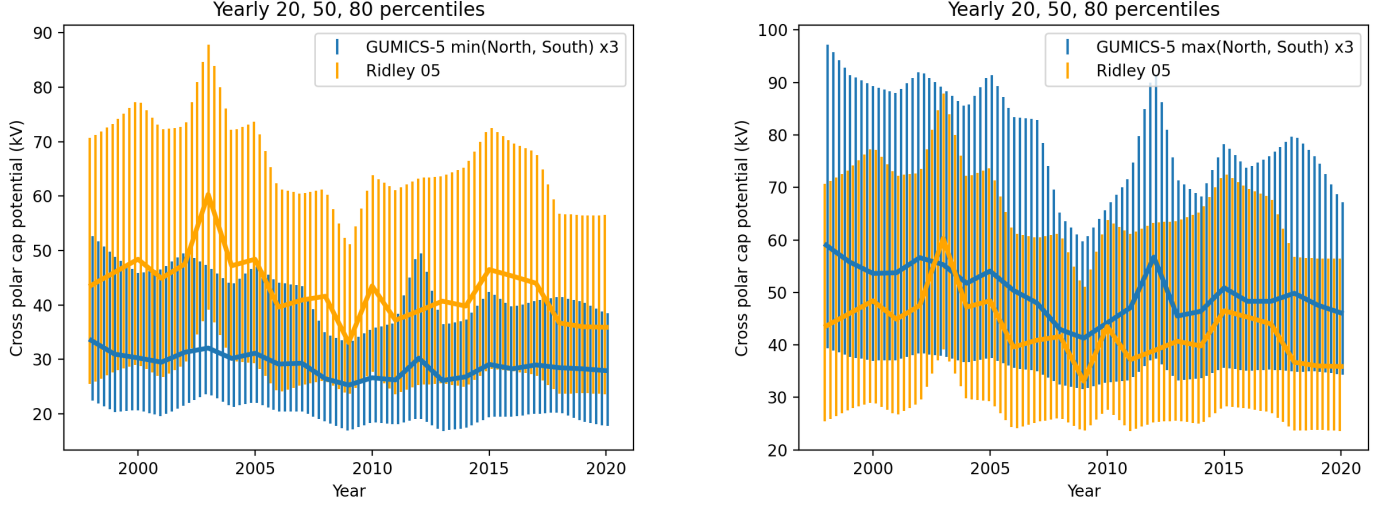 Yearly 20, 50, 80 percentiles
GUMICS-5 min(North, South) x3
Ridley 05
Cross polar cap potential (kV)
90
80
70
60
50
40
30
20
2000
2005
2010
2015
2020
Year
Yearly 20, 50, 80 percentiles
GUMICS-5 max(North, South) x3
Ridley 05
Cross polar cap potential (kV)
100
90
80
70
60
50
40
30
20
2000
2005
2010
2015
2020
Year